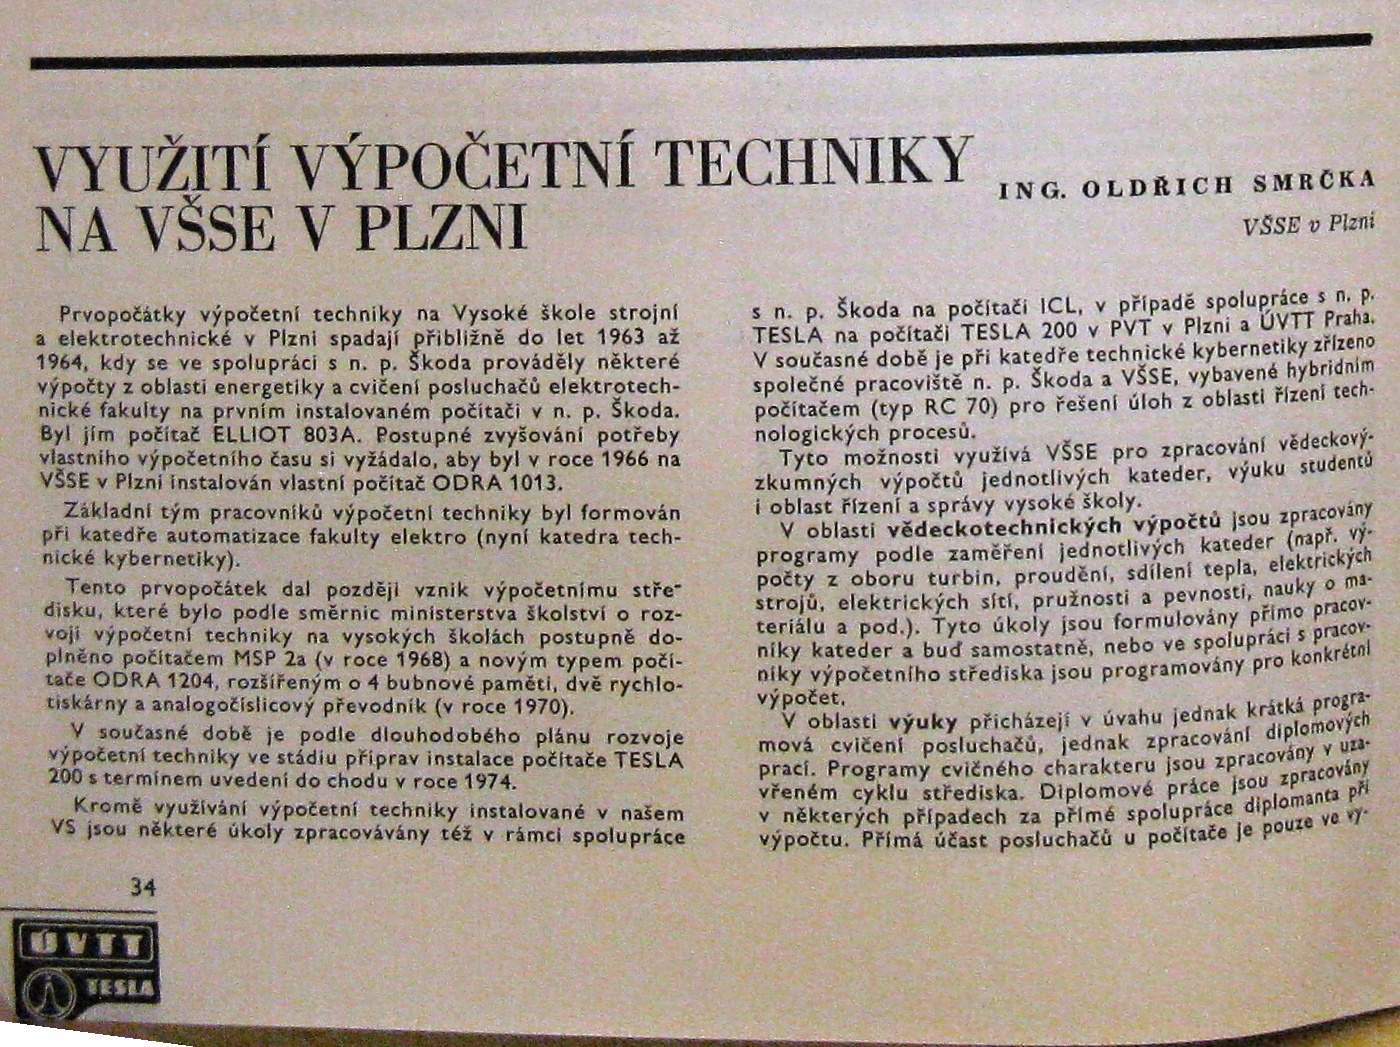 VYUŽITÍ VÝPOČETNÍ TECHNIKY
NA VŠSE V PLZNI
ING. OLDŘICH SMRČKA
VŠSE v Plzni
Prvopočátky výpočetní techniky na Vysoké škole strojní
a elektrotechnické v Plzni spadají přibližně do let 1963 až
1964, kdy se ve spolupráci s n. p. Škoda prováděly některé
výpočty z oblasti energetiky a cvičení posluchačů elektrotech-
nické fakulty na prvním instalovaném počítači v n. p. Škoda.
Byl jím počítač ELLIOT 803A. Postupné zvyšování potřeby
vlastního výpočetního času si vyžádalo, aby byl v roce 1966 na
VŠSE v Plzni instalován vlastní počítač ODRA 1013.
Základní tým pracovníků výpočetní techniky byl formován
při katedře automatizace fakulty elektro (nyní katedra tech-
nické kybernetiky).
Tento prvopočátek dal později vznik výpočetnímu stře-
disku, které bylo podle směrnic ministerstva školství o roz-
voji výpočetní techniky na vysokých školách postupně do-
plněno počítačem MSP 2a (v roce 1968) a novým typem počí-
tače ODRA 1204, rozšířeným o 4 bubnové paměti, dvě rychlo-
tiskárny a analogočíslicový převodník (v roce 1970).
V současné době je podle dlouhodobého plánu rozvoje
výpočetní techniky ve stádiu příprav instalace počítače TESLA
200 s termínem uvedení do chodu v roce 1974.
Kromě využívání výpočetní techniky instalované v našem
VS jsou některé úkoly zpracovávány též v rámci spolupráce
s n. p. Škoda na počítači ICL, v případě spolupráce s n. p.
TESLA na počítači TESLA 200 v PVT v Plzni a ÚVTT Praha.
V současné době je při katedře technické kybernetiky zřízeno
společné pracoviště n. p. Škoda a VŠSE, vybavené hybridním
počítačem (typ RC 70) pro řešení úloh z oblasti řízení tech-
nologických procesů.
Tyto možnosti využívá VŠSE pro zpracování vědeckový-
zkumných výpočtů jednotlivých kateder, výuku studentů
i oblast řízení a správy vysoké školy.
V oblasti vědeckotechnických výpočtů jsou zpracovány
programy podle zaměření jednotlivých kateder (např. vý-
počty z oboru turbin, proudění, sdílení tepla, elektrických
strojů, elektrických sítí, pružnosti a pevnosti, nauky o ma-
teriálu a pod.). Tyto úkoly jsou formulovány přímo pracov-
níky kateder a buď samostatně, nebo ve spolupráci s pracov-
níky výpočetního střediska jsou programovány pro konkrétní
výpočet.
V oblasti výuky přicházejí v úvahu jednak krátká progra-
mová cvičení posluchačů, jednak zpracování diplomových
prací. Programy cvičného charakteru jsou zpracovány v uza-
vřeném cyklu střediska. Diplomové práce jsou zpracovány
v některých případech za přímé spolupráce diplomanta při
výpočtu. Přímá účast posluchačů u počítače je pouze ve vý-
34
ÚVTT
TESLA